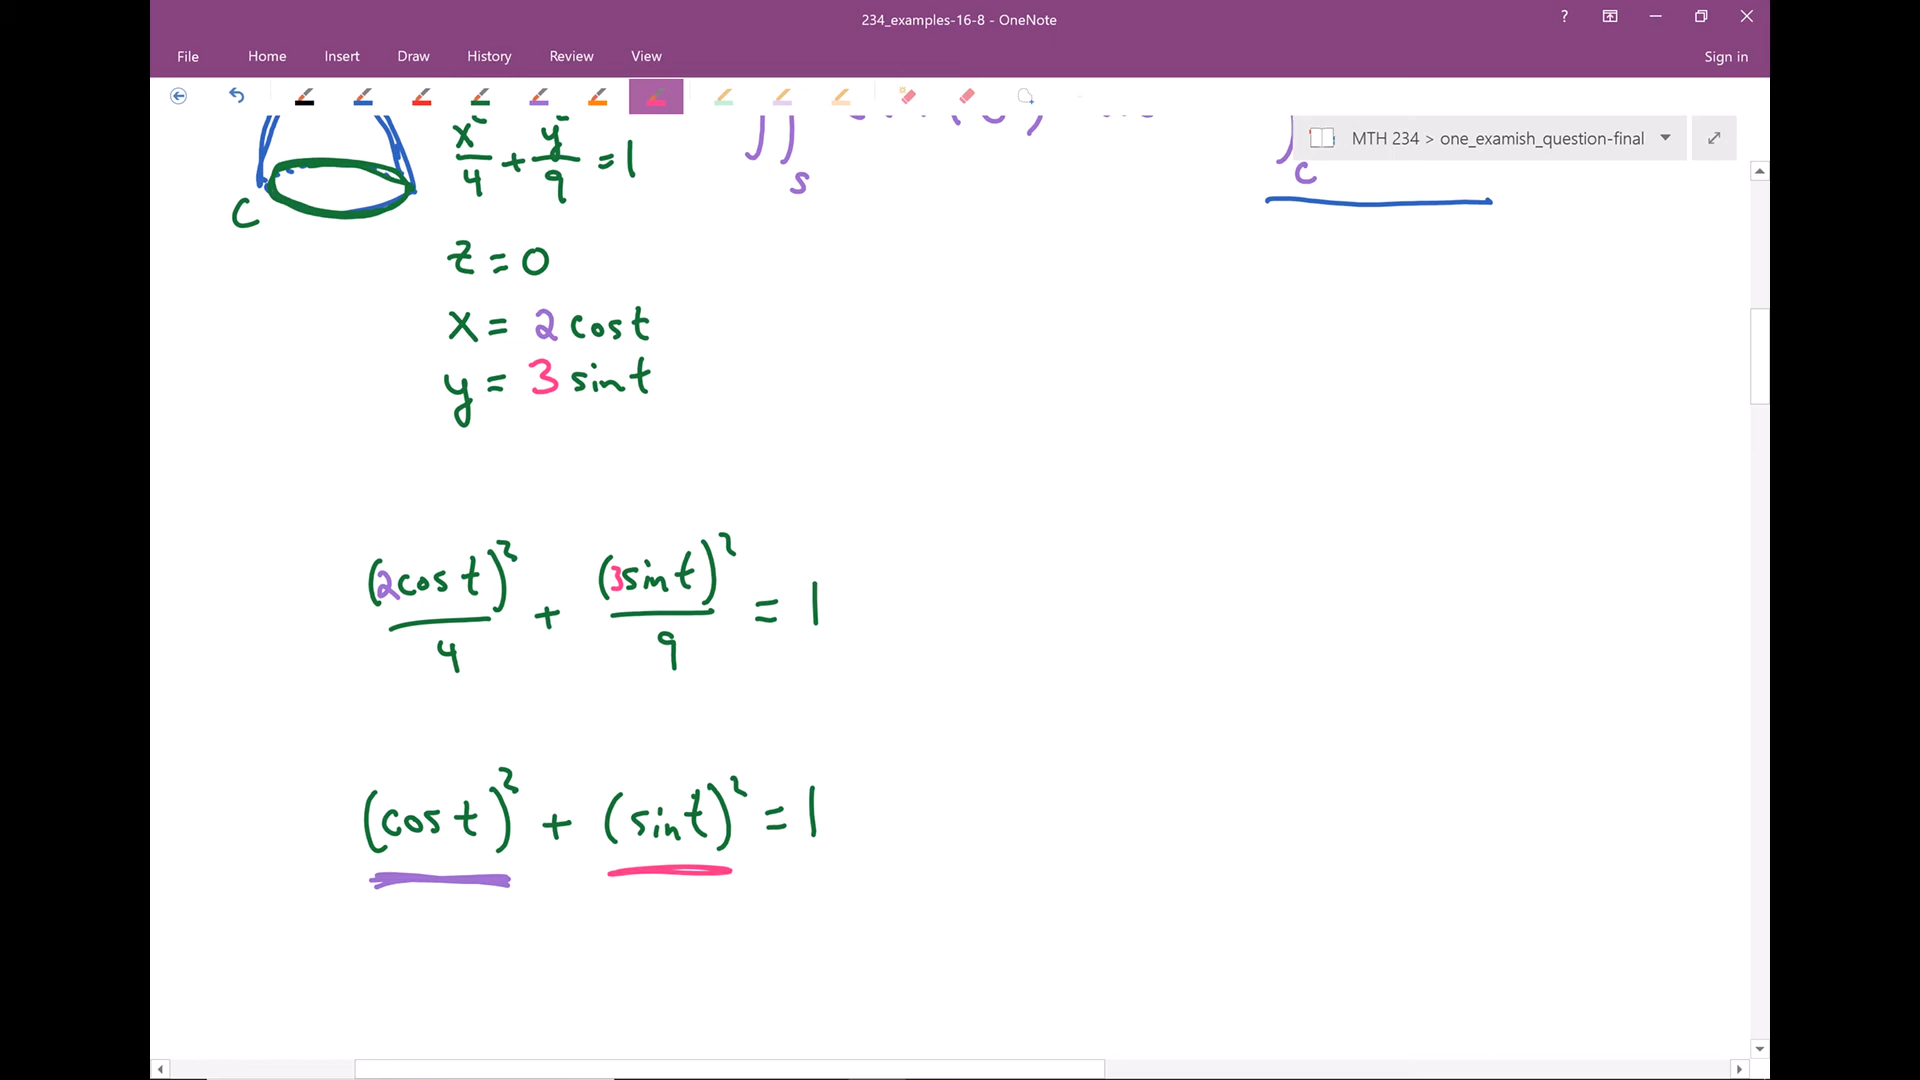 234_examples-16-8 - OneNote
?
File Home Insert Draw History Review View Sign in
MTH 234 > one_examish_question-final
x²/4 + y²/9 = 1
∬_S
∫_C
C
z = 0
x = 2 cos t
y = 3 sin t
(2cos t)²/4 + (3sin t)²/9 = 1
(cos t)² + (sin t)² = 1